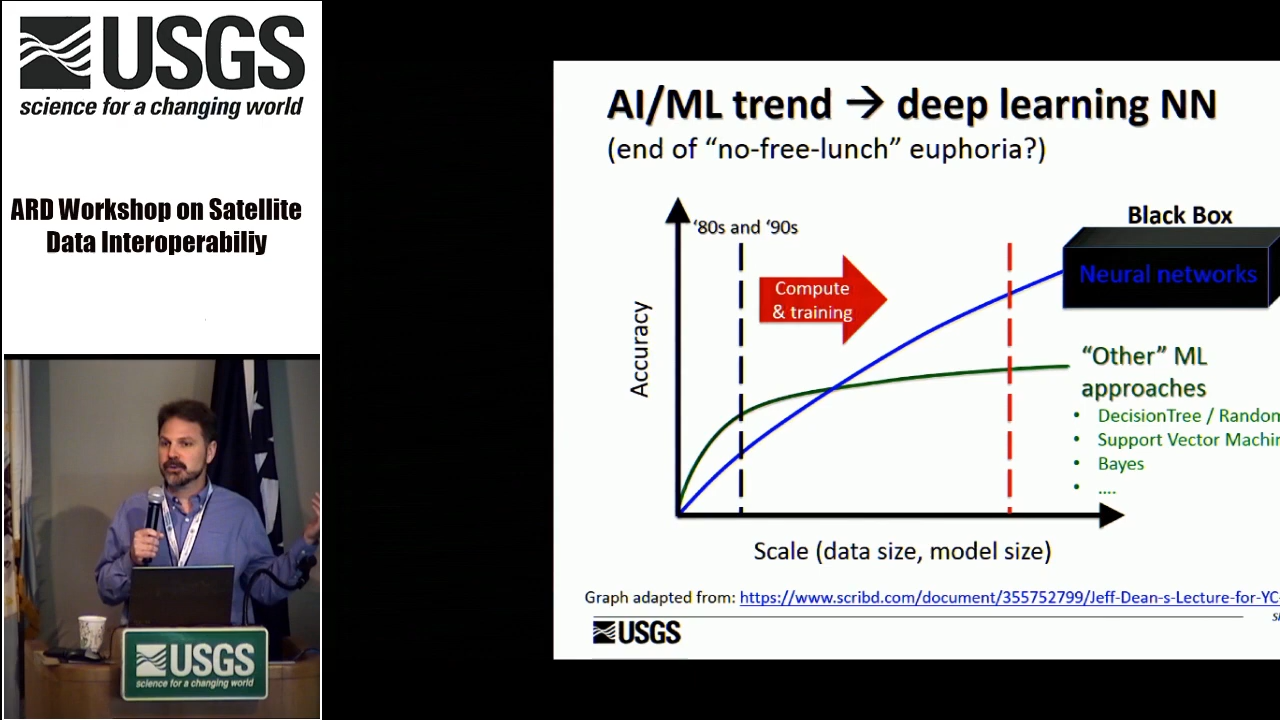 USGS
science for a changing world
ARD Workshop on Satellite
Data Interoperabiliy
USGS
science for a changing world
AI/ML trend → deep learning NN
(end of “no-free-lunch” euphoria?)
‘80s and ‘90s
Black Box
Neural networks
Compute
& training
Accuracy
“Other” ML
approaches
• DecisionTree / Random
• Support Vector Machin
• Bayes
• ....
Scale (data size, model size)
Graph adapted from: https://www.scribd.com/document/355752799/Jeff-Dean-s-Lecture-for-YC-
USGS